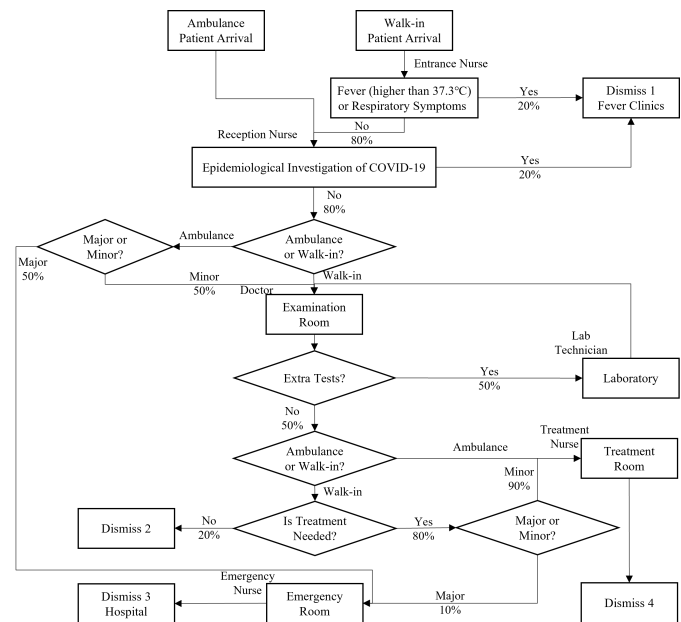 Ambulance
Patient Arrival
Walk-in
Patient Arrival
Entrance Nurse
Fever (higher than 37.3℃)
or Respiratory Symptoms
Yes
20%
Dismiss 1
Fever Clinics
No
80%
Reception Nurse
Epidemiological Investigation of COVID-19
Yes
20%
No
80%
Major or
Minor?
Ambulance
Ambulance
or Walk-in?
Major
50%
Minor
50%
Walk-in
Doctor
Examination
Room
Lab
Technician
Extra Tests?
Yes
50%
Laboratory
No
50%
Ambulance
or Walk-in?
Ambulance
Treatment
Nurse
Treatment
Room
Minor
90%
Walk-in
Dismiss 2
No
20%
Is Treatment
Needed?
Yes
80%
Major or
Minor?
Dismiss 3
Hospital
Emergency
Nurse
Emergency
Room
Major
10%
Dismiss 4